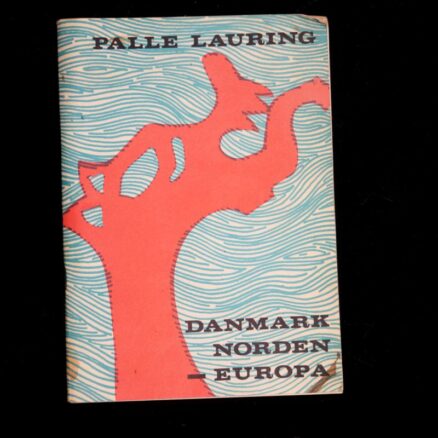 PALLE LAURING
DANMARK
NORDEN
— EUROPA